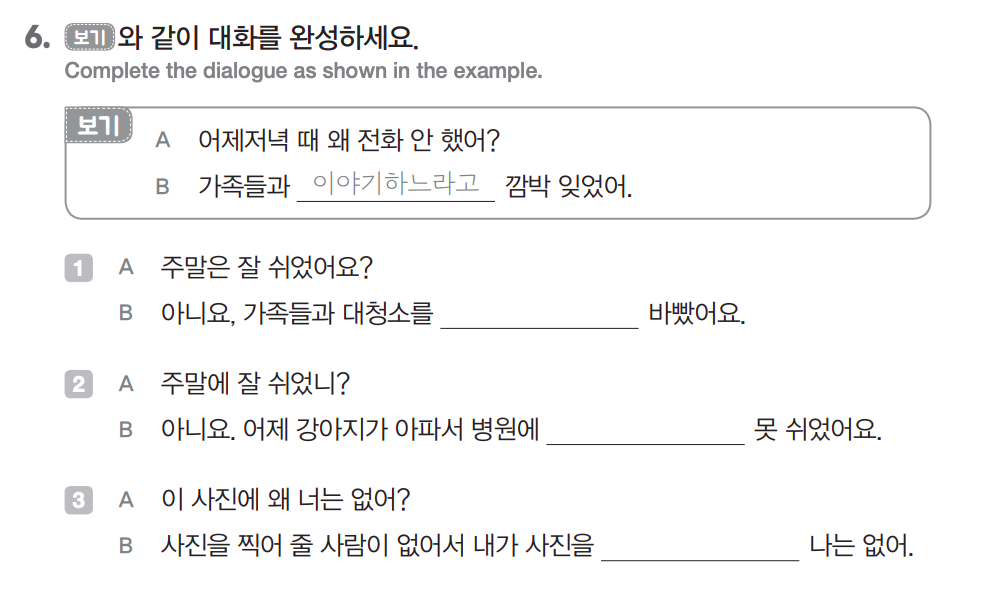 6. 보기 와 같이 대화를 완성하세요.
Complete the dialogue as shown in the example.
보기
A 어제저녁 때 왜 전화 안 했어?
B 가족들과 이야기하느라고 깜박 잊었어.
1 A 주말은 잘 쉬었어요?
B 아니요, 가족들과 대청소를 ____________ 바빴어요.
2 A 주말에 잘 쉬었니?
B 아니요. 어제 강아지가 아파서 병원에 ____________ 못 쉬었어요.
3 A 이 사진에 왜 너는 없어?
B 사진을 찍어 줄 사람이 없어서 내가 사진을 ____________ 나는 없어.